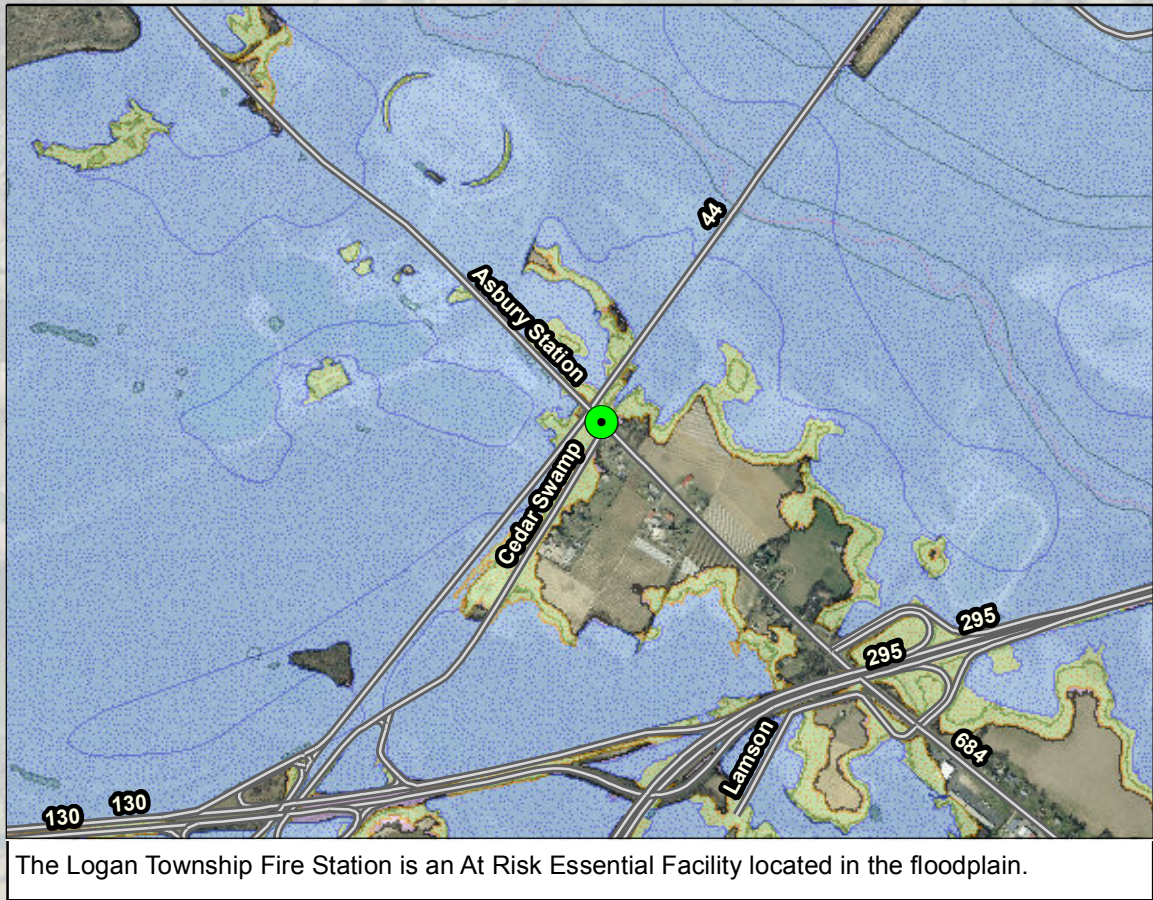 44
Asbury Station
Cedar Swamp
295
295
684
Lamson
130
130
The Logan Township Fire Station is an At Risk Essential Facility located in the floodplain.